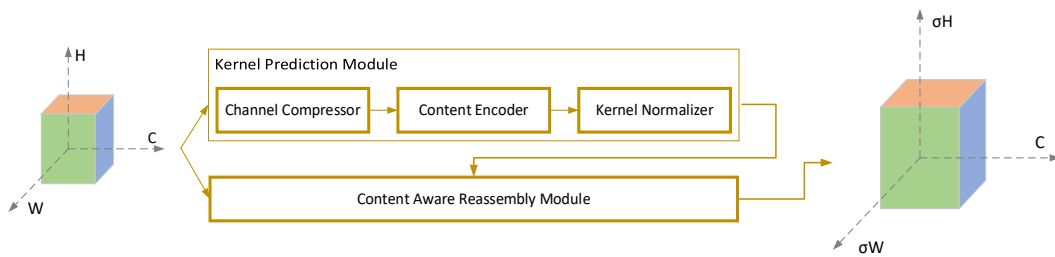 H
C
W
Kernel Prediction Module
Channel Compressor
Content Encoder
Kernel Normalizer
Content Aware Reassembly Module
σH
C
σW